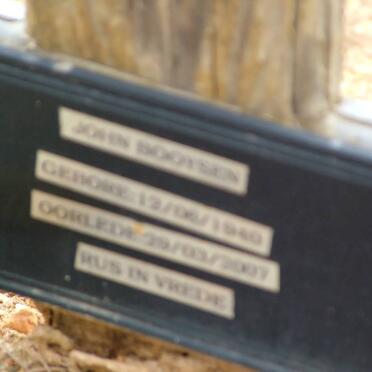 JOHN BOOYSEN
GEBORE:12/06/1940
OORLEDE:29/03/2007
RUS IN VREDE